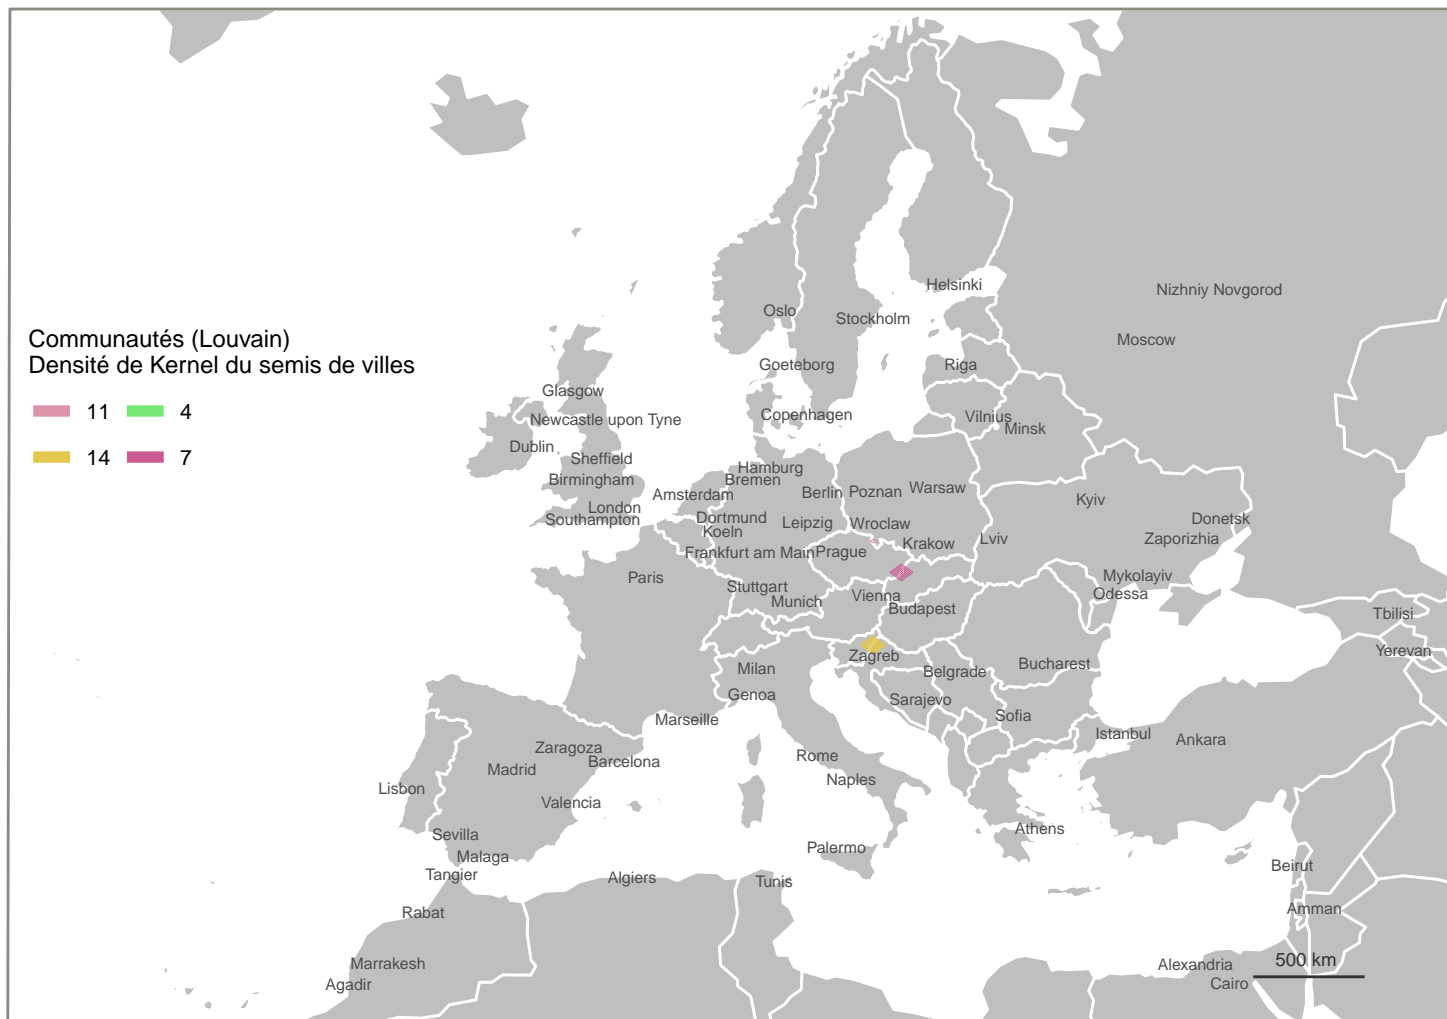 Helsinki
Nizhniy Novgorod
Oslo
Stockholm
Moscow
Communautés (Louvain)
Densité de Kernel du semis de villes
11
4
14
7
Goeteborg
Riga
Glasgow
Copenhagen
Newcastle upon Tyne
Vilnius
Minsk
Dublin
Sheffield
Hamburg
Birmingham
Bremen
Amsterdam
Berlin
Poznan
Warsaw
Kyiv
London
Southampton
Dortmund
Koeln
Leipzig
Wroclaw
Donetsk
Zaporizhia
Lviv
Krakow
Frankfurt am Main
Prague
Paris
Stuttgart
Munich
Vienna
Budapest
Mykolayiv
Odessa
Tbilisi
Yerevan
Zagreb
Milan
Belgrade
Bucharest
Genoa
Sarajevo
Marseille
Sofia
Istanbul
Ankara
Zaragoza
Barcelona
Madrid
Rome
Naples
Lisbon
Valencia
Sevilla
Athens
Malaga
Palermo
Tangier
Algiers
Tunis
Beirut
Rabat
Amman
Marrakesh
Agadir
Alexandria
Cairo
500 km